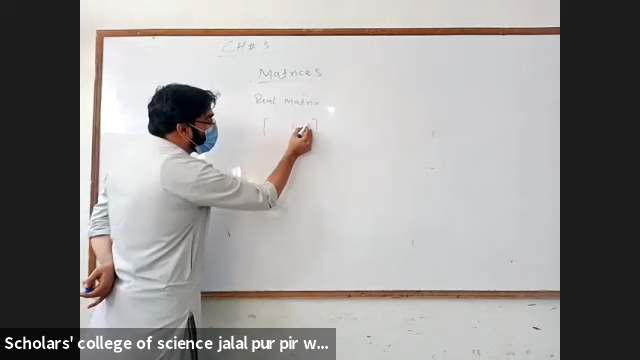 CH # 5
Matrices
Real Matrix
[ ]
Scholars' college of science jalal pur pir w...